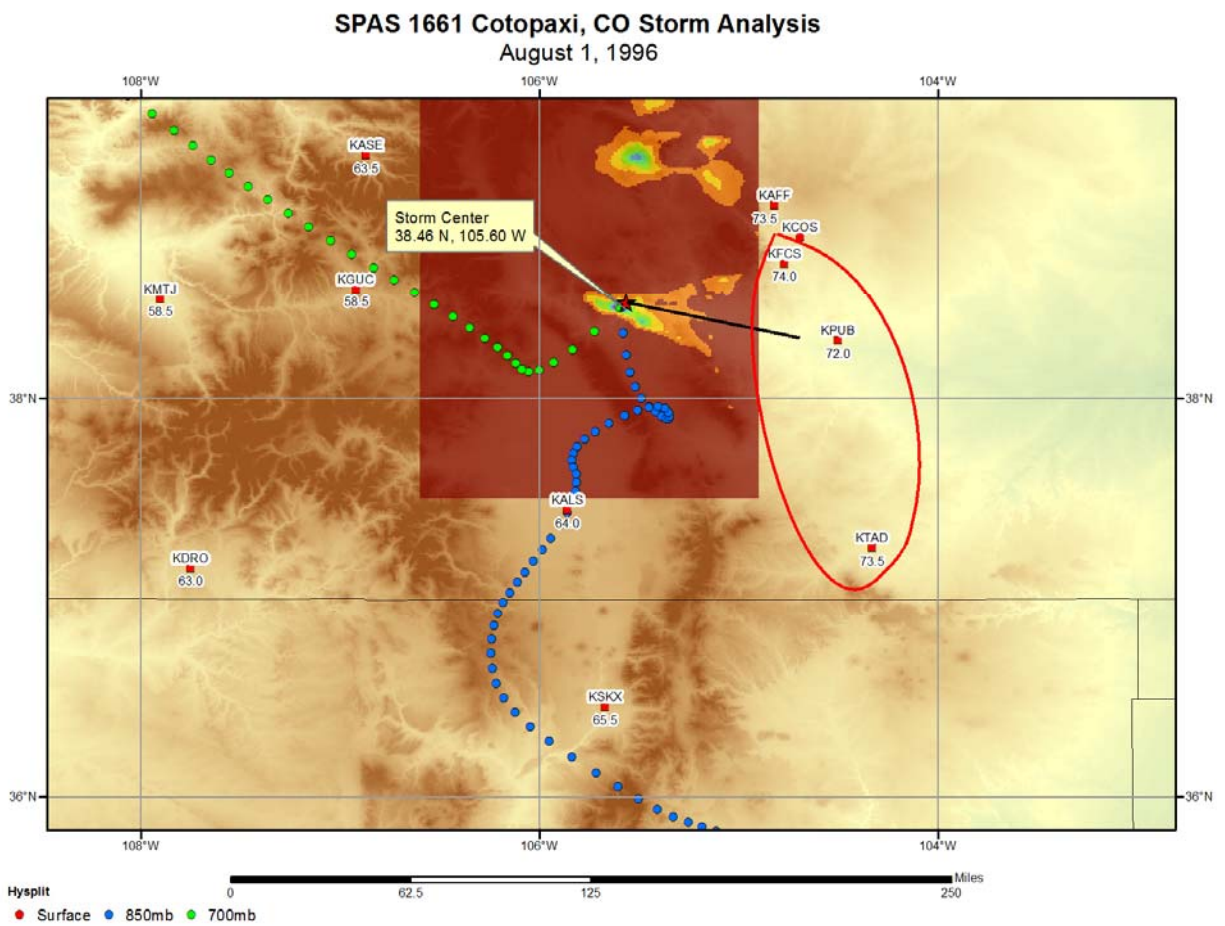 SPAS 1661 Cotopaxi, CO Storm Analysis
August 1, 1996
108°W
106°W
104°W
KASE
63.5
Storm Center
38.46 N, 105.60 W
KAFF
73.5
KCOS
KFCS
74.0
KMTJ
58.5
KGUC
58.5
KPUB
72.0
38°N
38°N
KALS
64.0
KDRO
63.0
KTAD
73.5
KSKX
65.5
36°N
36°N
108°W
106°W
104°W
Miles
0
62.5
125
250
Hysplit
Surface
850mb
700mb